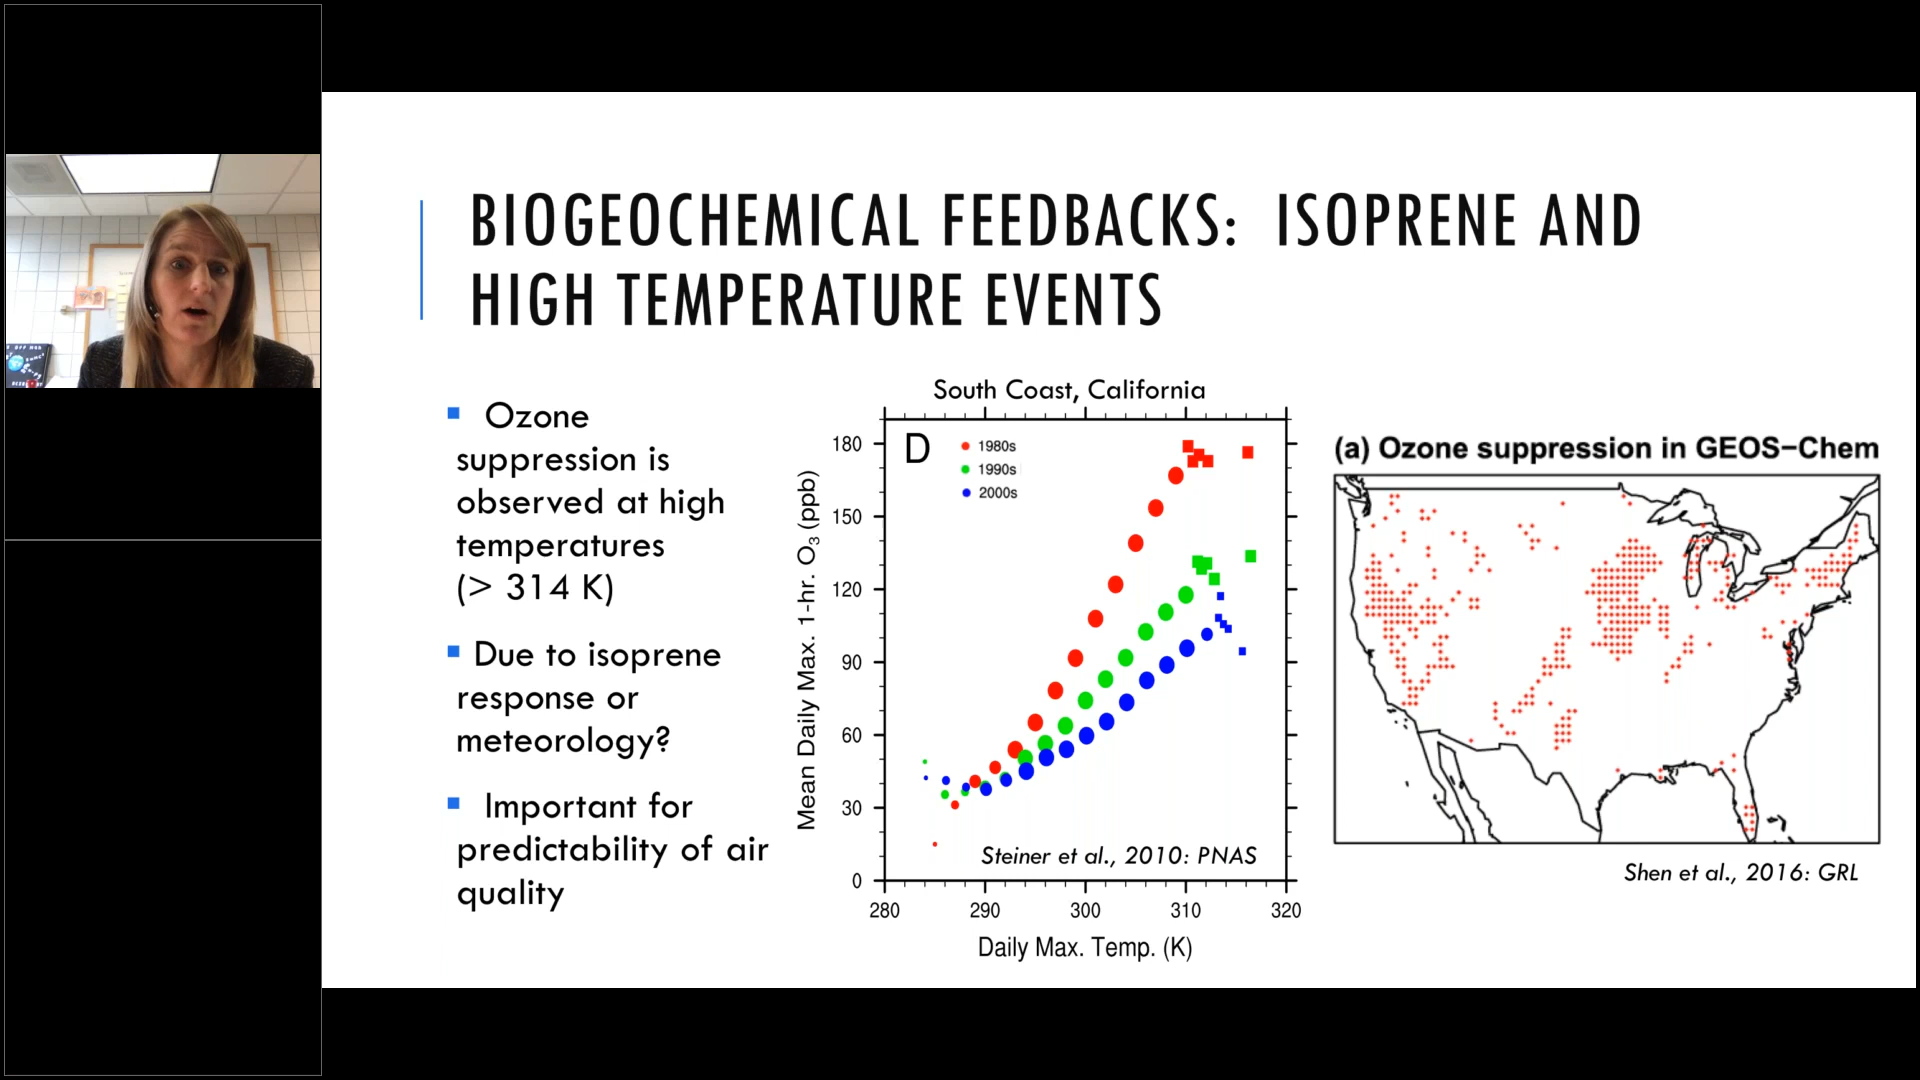 BIOGEOCHEMICAL FEEDBACKS: ISOPRENE AND
HIGH TEMPERATURE EVENTS
Ozone
suppression is
observed at high
temperatures
(> 314 K)
Due to isoprene
response or
meteorology?
Important for
predictability of air
quality
South Coast, California
D
1980s
1990s
2000s
Mean Daily Max. 1-hr. O3 (ppb)
180
150
120
90
60
30
0
280 290 300 310 320
Daily Max. Temp. (K)
Steiner et al., 2010: PNAS
(a) Ozone suppression in GEOS−Chem
Shen et al., 2016: GRL